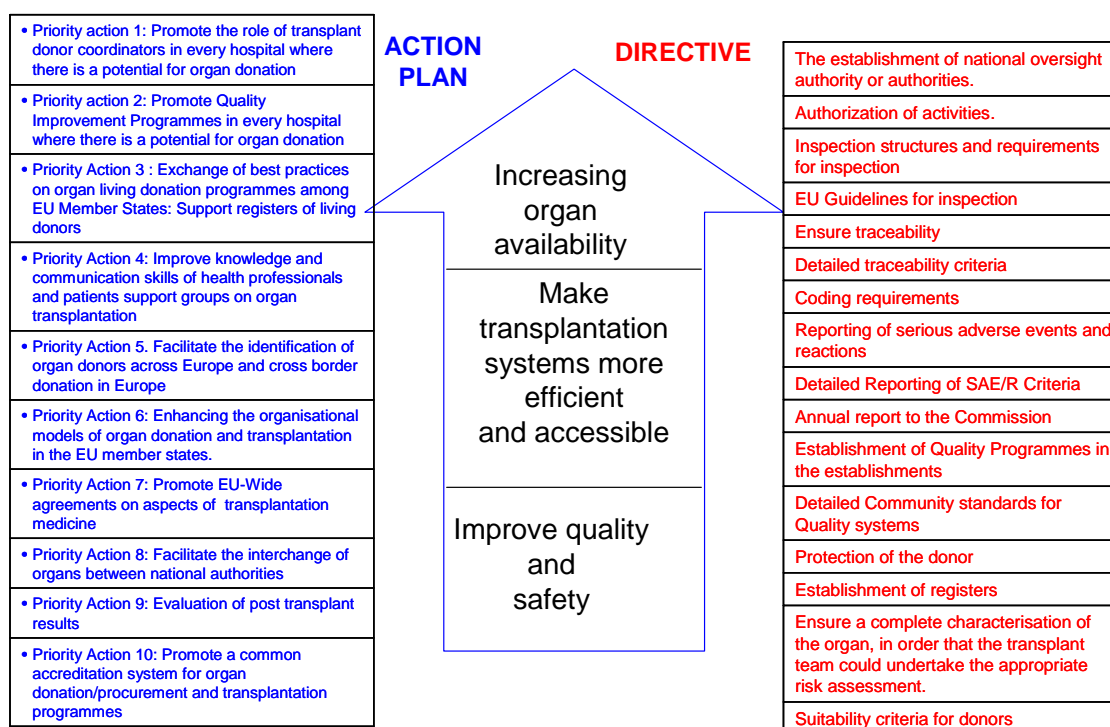 • Priority action 1: Promote the role of transplant
donor coordinators in every hospital where
there is a potential for organ donation
• Priority action 2: Promote Quality
Improvement Programmes in every hospital
where there is a potential for organ donation
• Priority Action 3 : Exchange of best practices
on organ living donation programmes among
EU Member States: Support registers of living
donors
• Priority Action 4: Improve knowledge and
communication skills of health professionals
and patients support groups on organ
transplantation
• Priority Action 5. Facilitate the identification of
organ donors across Europe and cross border
donation in Europe
• Priority Action 6: Enhancing the organisational
models of organ donation and transplantation
in the EU member states.
• Priority Action 7: Promote EU-Wide
agreements on aspects of transplantation
medicine
• Priority Action 8: Facilitate the interchange of
organs between national authorities
• Priority Action 9: Evaluation of post transplant
results
• Priority Action 10: Promote a common
accreditation system for organ
donation/procurement and transplantation
programmes
ACTION
PLAN
DIRECTIVE
Increasing
organ
availability
Make
transplantation
systems more
efficient
and accessible
Improve quality
and
safety
The establishment of national oversight
authority or authorities.
Authorization of activities.
Inspection structures and requirements
for inspection
EU Guidelines for inspection
Ensure traceability
Detailed traceability criteria
Coding requirements
Reporting of serious adverse events and
reactions
Detailed Reporting of SAE/R Criteria
Annual report to the Commission
Establishment of Quality Programmes in
the establishments
Detailed Community standards for
Quality systems
Protection of the donor
Establishment of registers
Ensure a complete characterisation of
the organ, in order that the transplant
team could undertake the appropriate
risk assessment.
Suitability criteria for donors